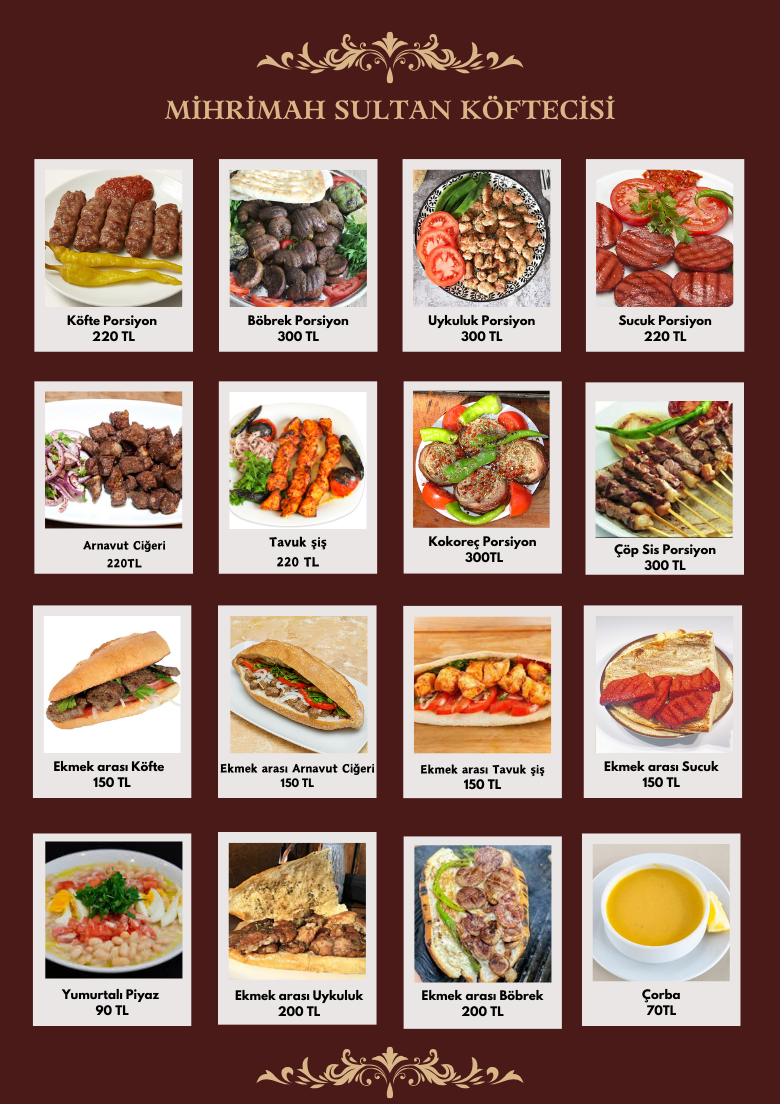 MİHRİMAH SULTAN KÖFTECİSİ
Köfte Porsiyon
220 TL
Böbrek Porsiyon
300 TL
Uykuluk Porsiyon
300 TL
Sucuk Porsiyon
220 TL
Arnavut Ciğeri
220TL
Tavuk şiş
220 TL
Kokoreç Porsiyon
300TL
Çöp Sis Porsiyon
300 TL
Ekmek arası Köfte
150 TL
Ekmek arası Arnavut Ciğeri
150 TL
Ekmek arası Tavuk şiş
150 TL
Ekmek arası Sucuk
150 TL
Yumurtalı Piyaz
90 TL
Ekmek arası Uykuluk
200 TL
Ekmek arası Böbrek
200 TL
Çorba
70TL